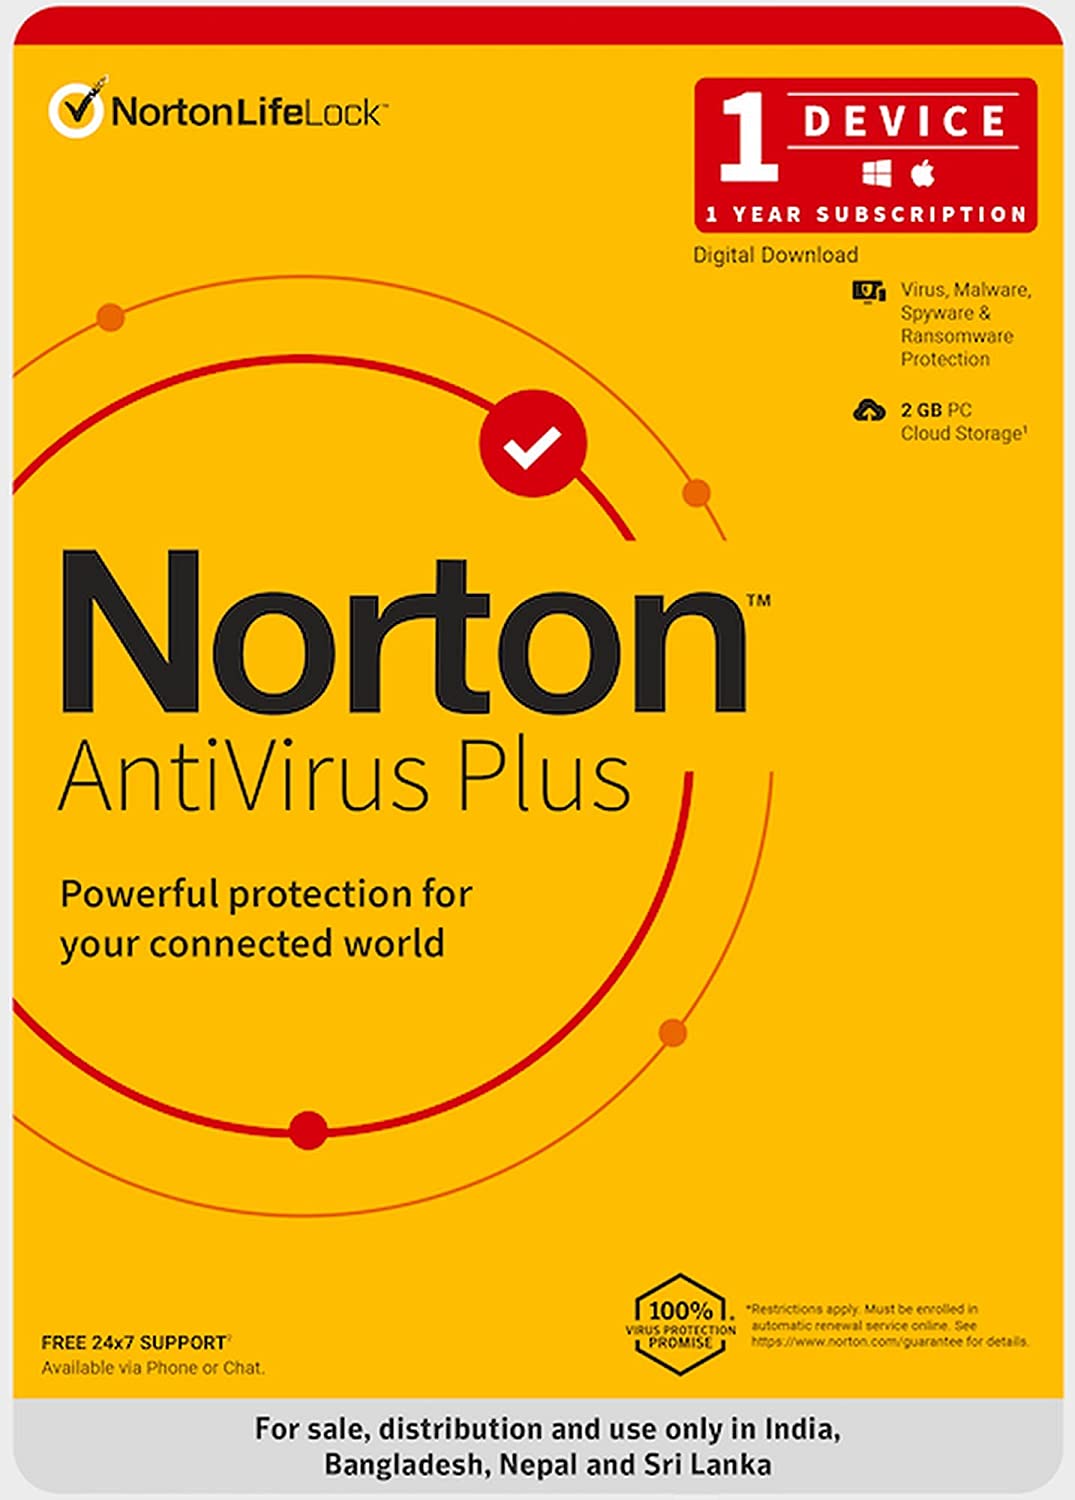 NortonLifeLock™
1 DEVICE
1 YEAR SUBSCRIPTION
Digital Download
Virus, Malware,
Spyware &
Ransomware
Protection
2 GB PC
Cloud Storage¹
Norton™
AntiVirus Plus
Powerful protection for
your connected world
FREE 24x7 SUPPORT²
Available via Phone or Chat.
100%
VIRUS PROTECTION
PROMISE
*Restrictions apply. Must be enrolled in
automatic renewal service online. See
https://www.norton.com/guarantee for details.
For sale, distribution and use only in India,
Bangladesh, Nepal and Sri Lanka